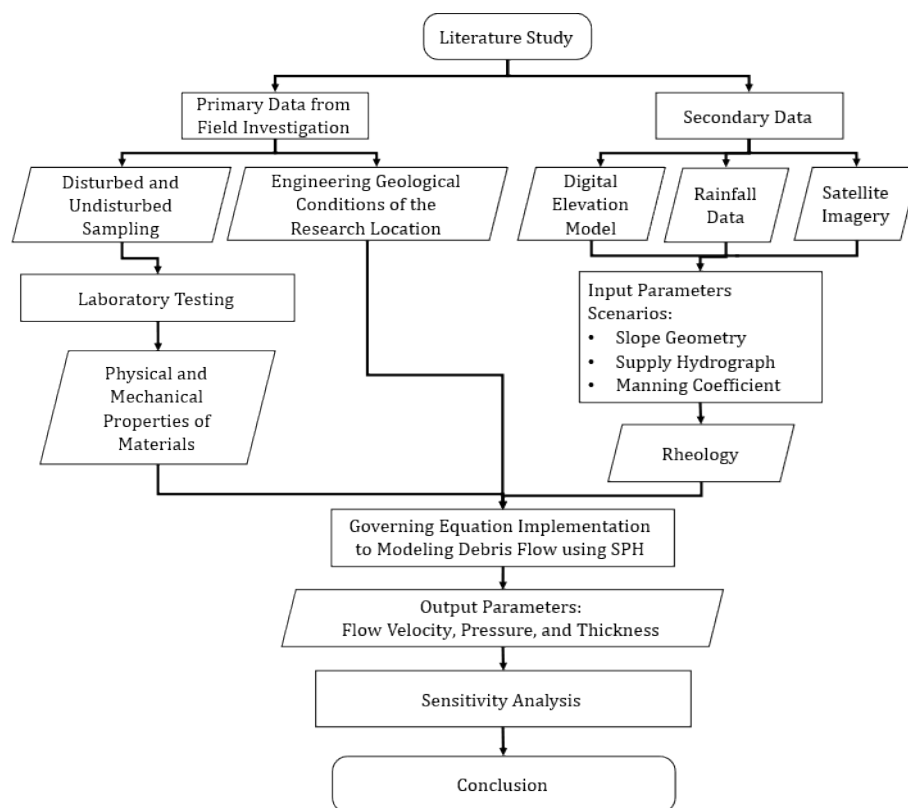 Literature Study
Primary Data from
Field Investigation
Secondary Data
Disturbed and
Undisturbed
Sampling
Engineering Geological
Conditions of the
Research Location
Digital
Elevation
Model
Rainfall
Data
Satellite
Imagery
Laboratory Testing
Input Parameters
Scenarios:
• Slope Geometry
• Supply Hydrograph
• Manning Coefficient
Physical and
Mechanical
Properties of
Materials
Rheology
Governing Equation Implementation
to Modeling Debris Flow using SPH
Output Parameters:
Flow Velocity, Pressure, and Thickness
Sensitivity Analysis
Conclusion